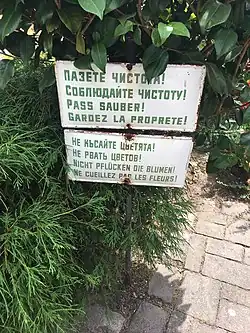 ПАЗЕТЕ ЧИСТОТА!
СОБЛЮДАЙТЕ ЧИСТОТУ!
PASS SAUBER!
GARDEZ LA PROPRETE!
НЕ КЪСАЙТЕ ЦВЕТЯТА!
НЕ РВАТЬ ЦВЕТОВ!
NICHT PFLÜCKEN DIE BLUMEN!
NE CUEILLEZ PAS LES FLEURS!